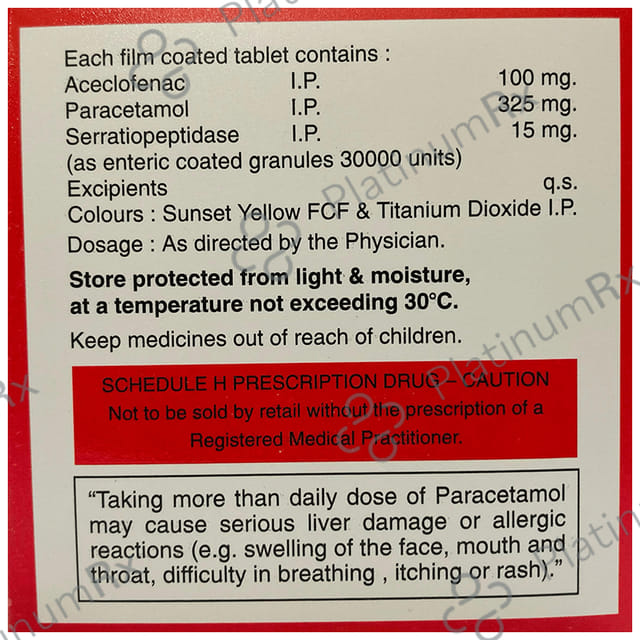 Each film coated tablet contains :
Aceclofenac I.P. 100 mg.
Paracetamol I.P. 325 mg.
Serratiopeptidase I.P. 15 mg.
(as enteric coated granules 30000 units)
Excipients q.s.
Colours : Sunset Yellow FCF & Titanium Dioxide I.P.
Dosage : As directed by the Physician.
Store protected from light & moisture,
at a temperature not exceeding 30°C.
Keep medicines out of reach of children.
SCHEDULE H PRESCRIPTION DRUG – CAUTION
Not to be sold by retail without the prescription of a
Registered Medical Practitioner.
“Taking more than daily dose of Paracetamol
may cause serious liver damage or allergic
reactions (e.g. swelling of the face, mouth and
throat, difficulty in breathing , itching or rash).”
PlatinumRx
PlatinumRx
PlatinumRx
PlatinumRx